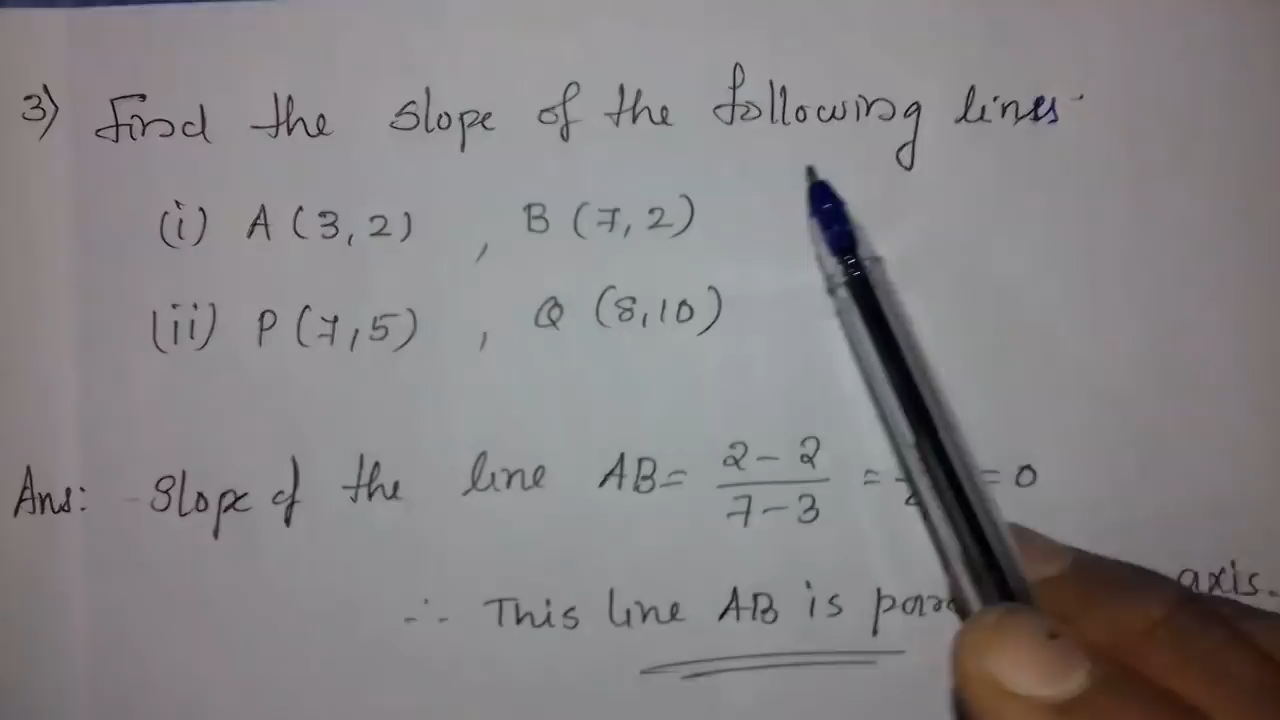 3) Find the slope of the following lines.
(i) A (3, 2) , B (7, 2)
(ii) P (7, 5) , Q (8, 10)
Ans: Slope of the line AB = 2 - 2 / 7 - 3 = = 0
∴ This line AB is axis.